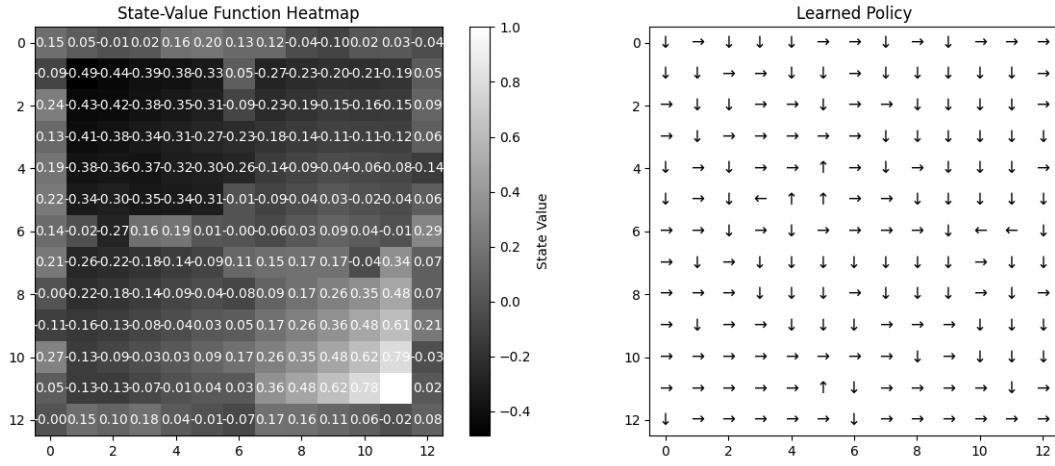 State-Value Function Heatmap
0 0.15 0.05 -0.01 0.02 0.16 0.20 0.13 0.12 -0.04 -0.10 0.02 0.03 -0.04
-0.09 -0.49 -0.44 -0.39 -0.38 -0.33 0.05 -0.27 -0.23 -0.20 -0.21 -0.19 0.05
2 0.24 -0.43 -0.42 -0.38 -0.35 -0.31 -0.09 -0.23 -0.19 -0.15 -0.16 -0.15 0.09
0.13 -0.41 -0.38 -0.34 -0.31 -0.27 -0.23 -0.18 -0.14 -0.11 -0.11 -0.12 0.06
4 0.19 -0.38 -0.36 -0.37 -0.32 -0.30 -0.26 -0.14 -0.09 -0.04 -0.06 -0.08 -0.14
0.22 -0.34 -0.30 -0.35 -0.34 -0.31 -0.01 -0.09 -0.04 -0.03 -0.02 -0.04 0.06
6 0.14 -0.02 -0.27 0.16 0.19 0.01 -0.00 -0.06 0.03 0.09 0.04 -0.01 0.29
0.21 -0.26 -0.22 -0.18 -0.14 -0.09 0.11 0.15 0.17 0.17 -0.04 0.34 0.07
8 -0.00 -0.22 -0.18 -0.14 -0.09 -0.04 -0.08 0.09 0.17 0.26 0.35 0.48 0.07
-0.11 -0.16 -0.13 -0.08 -0.04 0.03 0.05 0.17 0.26 0.36 0.48 0.61 0.21
10 0.27 -0.13 -0.09 -0.03 0.03 0.09 0.17 0.26 0.35 0.48 0.62 0.79 -0.03
0.05 -0.13 -0.13 -0.07 -0.01 0.04 0.03 0.36 0.48 0.62 0.78 0.02
12 -0.00 0.15 0.10 0.18 0.04 -0.01 -0.07 0.17 0.16 0.11 0.06 -0.02 0.08
0 2 4 6 8 10 12
1.0
0.8
0.6
0.4
0.2
0.0
−0.2
−0.4
State Value
Learned Policy
0 ↓ → ↓ ↓ ↓ → → ↓ → ↓ → → →
↓ ↓ → → ↓ ↓ → ↓ ↓ → → ↓ ↓
2 → ↓ → → ↓ ↓ → → ↓ ↓ ↓ ↓ →
→ ↓ → → → ↓ → → ↓ ↓ ↓ ↓ →
4 ↓ → ↓ → → ↑ → → ↓ ↓ ↓ ↓ →
→ → ↓ ← ↑ ↑ → → ↓ ↓ ↓ ↓ ↓
6 → → ↓ → ↓ → → → → ↓ ← ← ↓
→ ↓ → ↓ ↓ ↓ ↓ ↓ ↓ ↓ → ↓ →
8 → → → ↓ ↓ ↓ ↓ ↓ ↓ ↓ → ↓ →
→ ↓ → → ↓ ↓ ↓ → → → ↓ ↓ ↓
10 → → → → → → → → ↓ → ↓ ↓ ↓
→ → → → → ↑ ↓ → → → → ↓ →
12 ↓ → → → → → ↓ → → → → → →
0 2 4 6 8 10 12